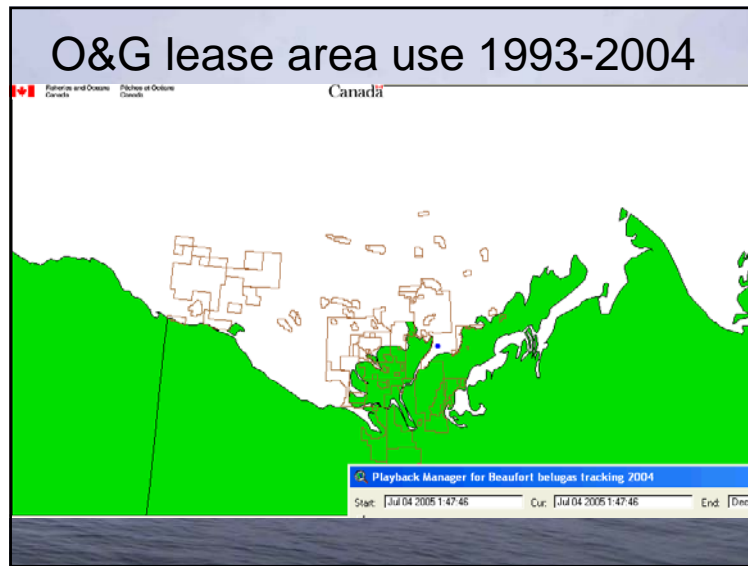 O&G lease area use 1993-2004
Fisheries and Oceans Pêches et Océans
Canada Canada
Canada
Playback Manager for Beaufort belugas tracking 2004
Start: Jul 04 2005 1:47:46 Cur: Jul 04 2005 1:47:46 End: Dec